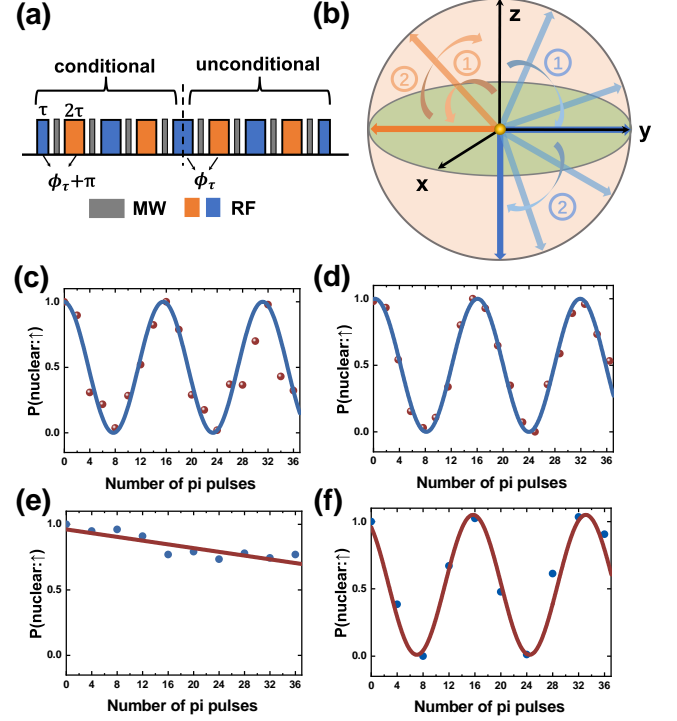 (a)
conditional
unconditional
τ
2τ
ϕτ+π
ϕτ
MW
RF
(b)
z
y
x
①
②
①
②
(c)
P(nuclear:↑)
1.0
0.5
0.0
0 4 8 12 16 20 24 28 32 36
Number of pi pulses
(d)
P(nuclear:↑)
1.0
0.5
0.0
0 4 8 12 16 20 24 28 32 36
Number of pi pulses
(e)
P(nuclear:↑)
1.0
0.5
0.0
0 4 8 12 16 20 24 28 32 36
Number of pi pulses
(f)
P(nuclear:↑)
1.0
0.5
0.0
0 4 8 12 16 20 24 28 32 36
Number of pi pulses